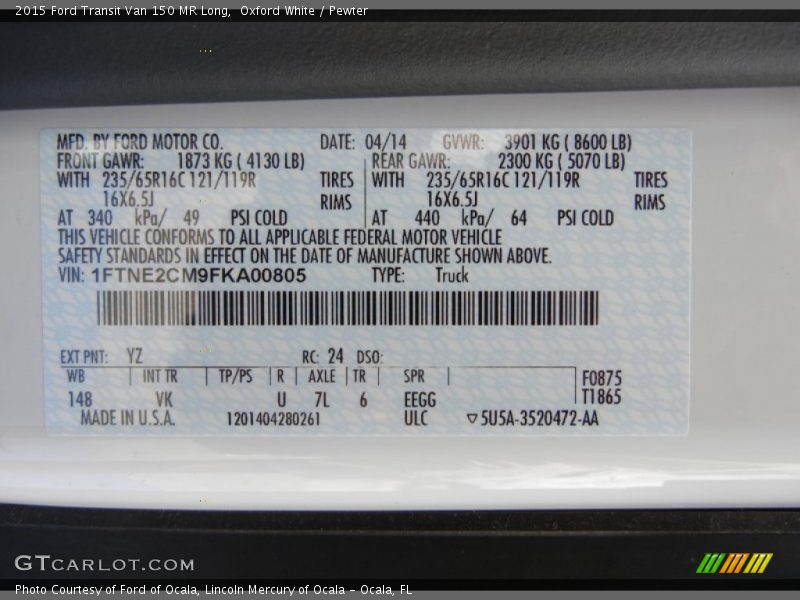 2015 Ford Transit Van 150 MR Long,  Oxford White / Pewter
MFD. BY FORD MOTOR CO. DATE: 04/14 GVWR: 3901 KG ( 8600 LB)
FRONT GAWR: 1873 KG ( 4130 LB) REAR GAWR: 2300 KG ( 5070 LB)
WITH 235/65R16C 121/119R TIRES WITH 235/65R16C 121/119R TIRES
16X6.5J RIMS 16X6.5J RIMS
AT 340 kPa/ 49 PSI COLD AT 440 kPa/ 64 PSI COLD
THIS VEHICLE CONFORMS TO ALL APPLICABLE FEDERAL MOTOR VEHICLE
SAFETY STANDARDS IN EFFECT ON THE DATE OF MANUFACTURE SHOWN ABOVE.
VIN: 1FTNE2CM9FKA00805 TYPE: Truck
EXT PNT: YZ RC: 24 DSO:
WB INT TR TP/PS R AXLE TR SPR F0875
148 VK U 7L 6 EEGG T1865
MADE IN U.S.A. 1201404280261 ULC ▽5U5A-3520472-AA
GTCARLOT.COM
Photo Courtesy of Ford of Ocala, Lincoln Mercury of Ocala - Ocala, FL